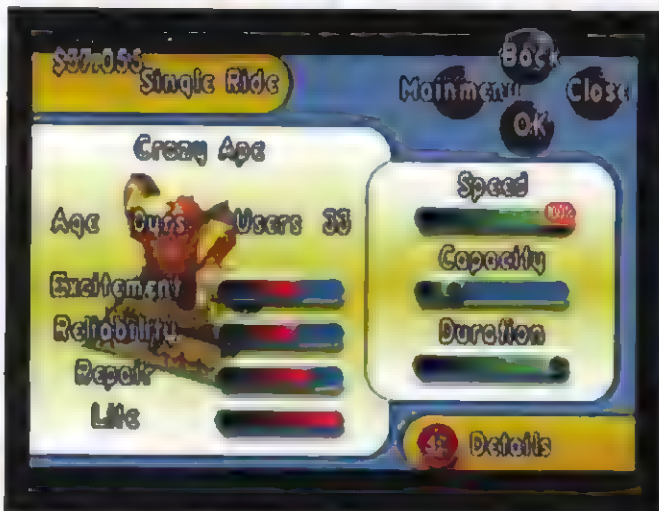 Single Ride
Back
Mainmenu
Close
OK
Crazy Ape
Age 0yrs Users 33
Excitement
Reliability
Repair
Life
Speed
Capacity
Duration
Details